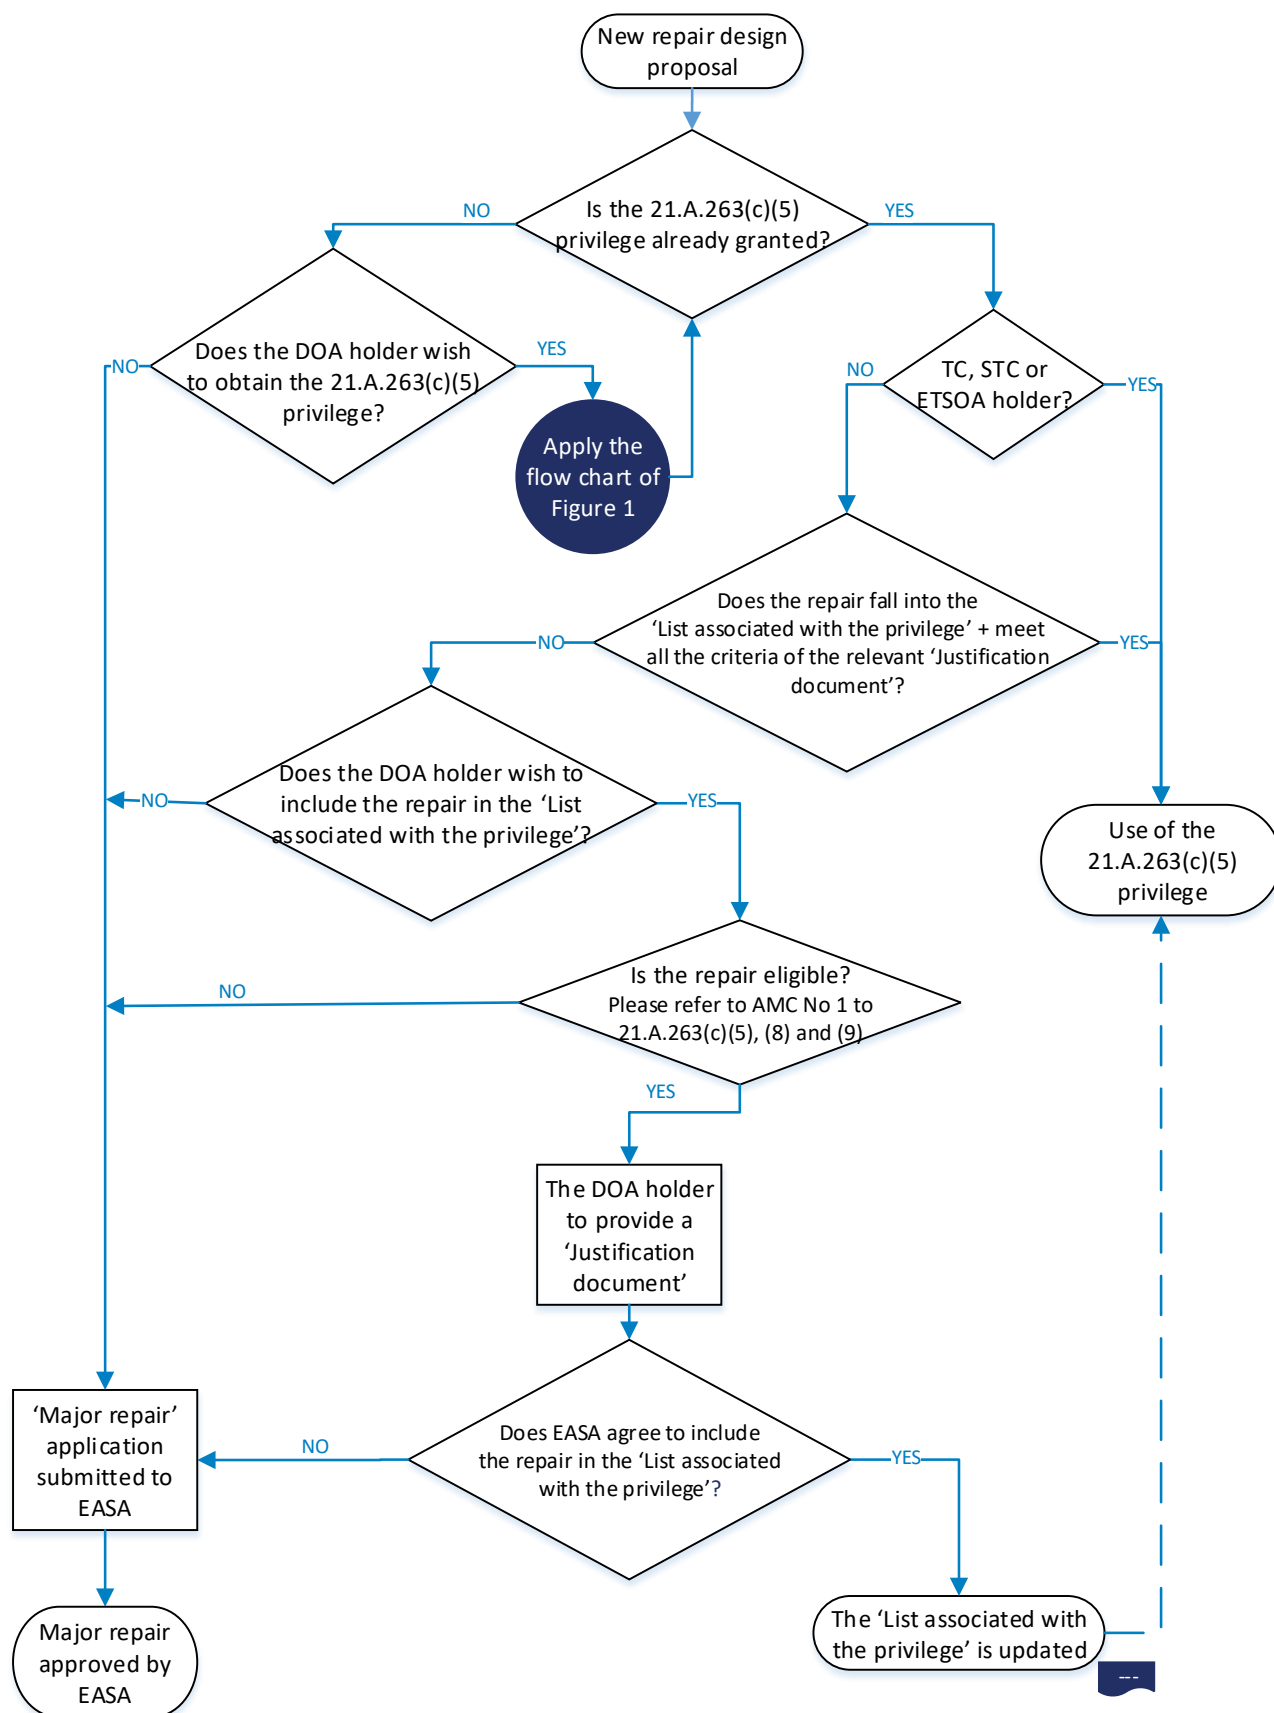 New repair design
proposal
Is the 21.A.263(c)(5)
privilege already granted?
NO
YES
Does the DOA holder wish
to obtain the 21.A.263(c)(5)
privilege?
NO
YES
Apply the
flow chart of
Figure 1
TC, STC or
ETSOA holder?
NO
YES
Does the repair fall into the
‘List associated with the privilege’ + meet
all the criteria of the relevant ‘Justification
document’?
NO
YES
Does the DOA holder wish to
include the repair in the ‘List
associated with the privilege’?
NO
YES
Use of the
21.A.263(c)(5)
privilege
Is the repair eligible?
Please refer to AMC No 1 to
21.A.263(c)(5), (8) and (9)
NO
YES
The DOA holder
to provide a
‘Justification
document’
Does EASA agree to include
the repair in the ‘List associated
with the privilege’?
NO
YES
‘Major repair’
application
submitted to
EASA
Major repair
approved by
EASA
The ‘List associated with
the privilege’ is updated
---